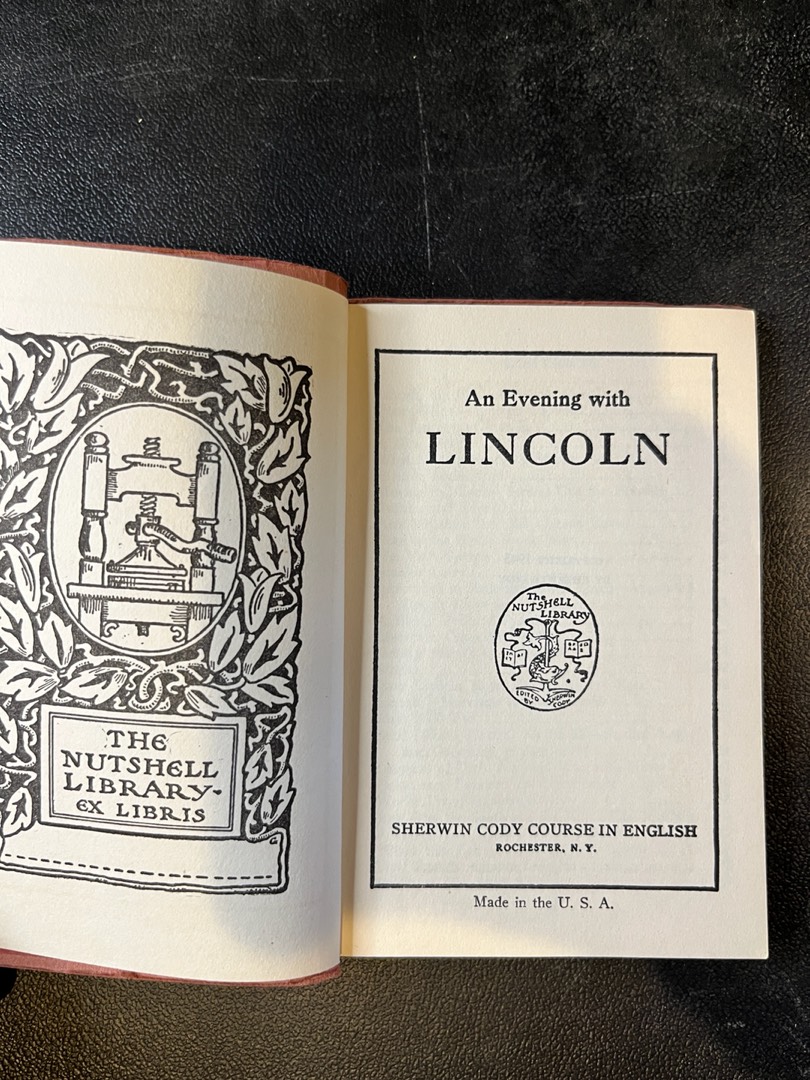 THE
NUTSHELL
LIBRARY·
EX LIBRIS
An Evening with
LINCOLN
The
NUTSHELL
LIBRARY
EDITED
BY
SHERWIN
CODY
SHERWIN CODY COURSE IN ENGLISH
ROCHESTER, N. Y.
Made in the U. S. A.